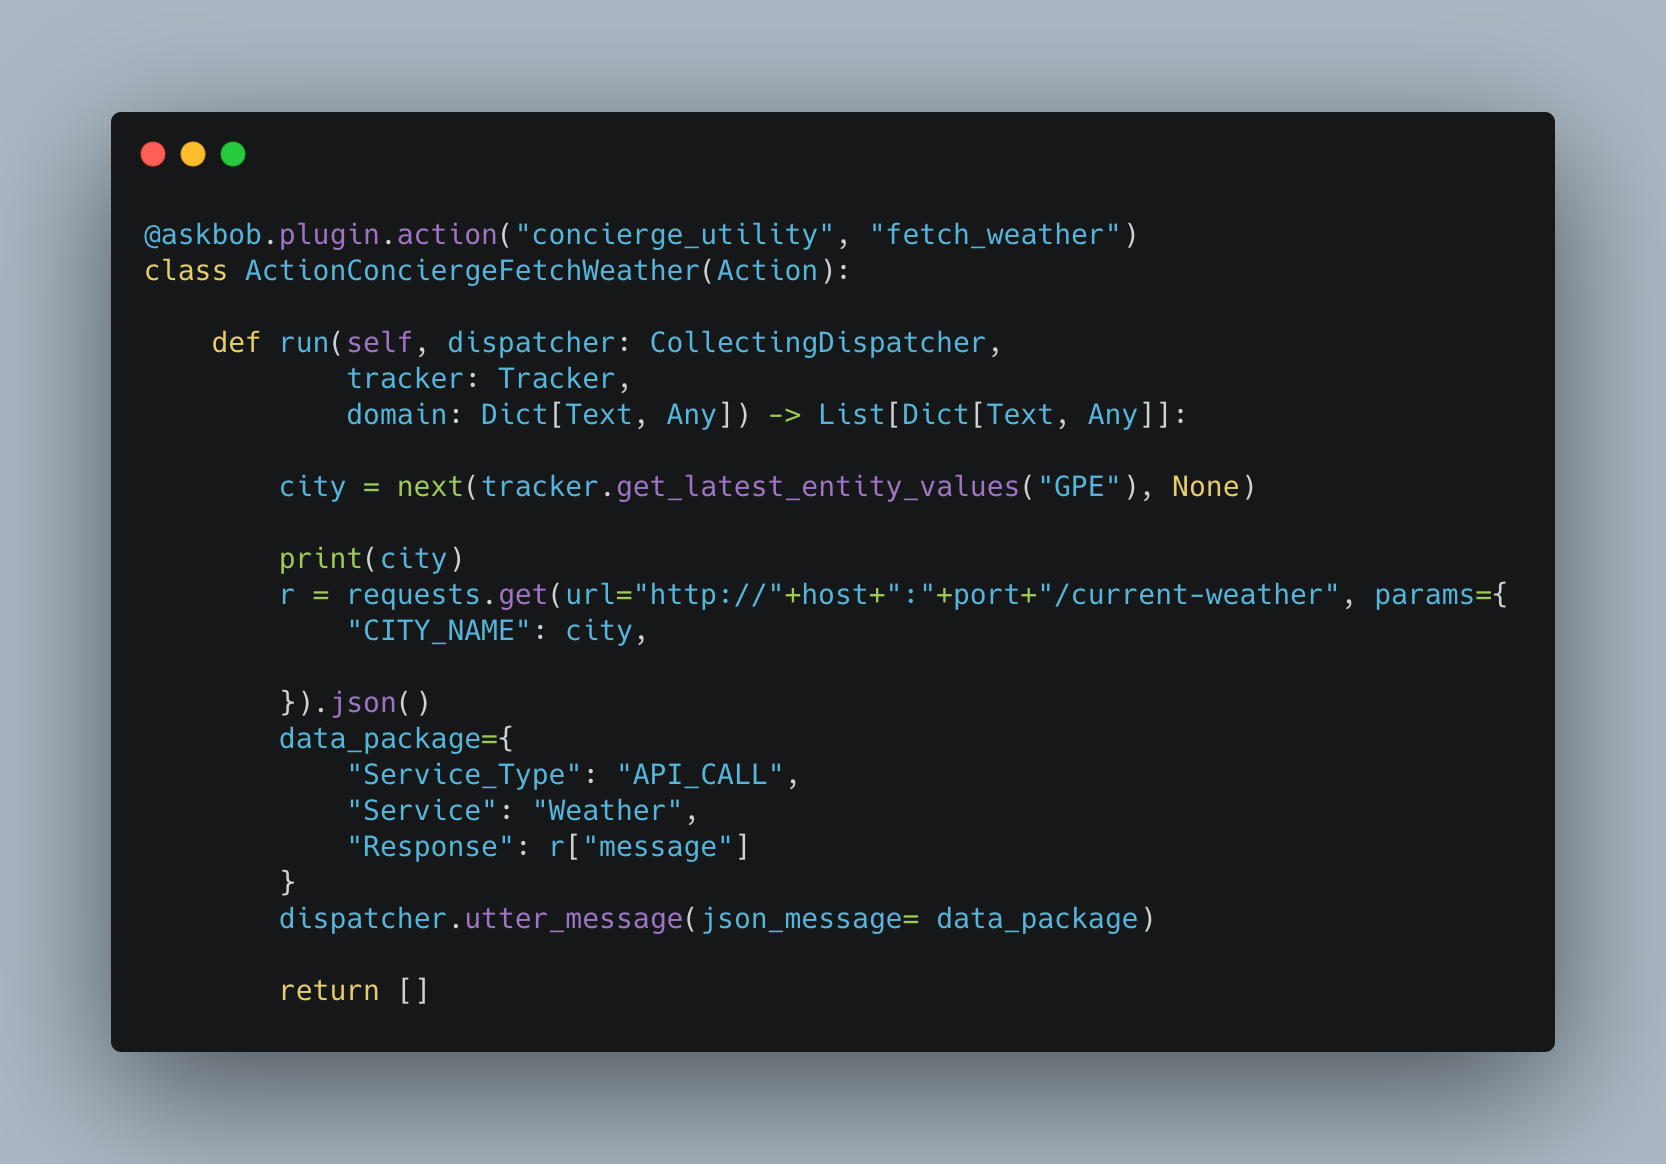 @askbob.plugin.action("concierge_utility", "fetch_weather")
class ActionConciergeFetchWeather(Action):
def run(self, dispatcher: CollectingDispatcher,
tracker: Tracker,
domain: Dict[Text, Any]) -> List[Dict[Text, Any]]:
city = next(tracker.get_latest_entity_values("GPE"), None)
print(city)
r = requests.get(url="http://"+host+":"+port+"/current-weather", params={
"CITY_NAME": city,
}).json()
data_package={
"Service_Type": "API_CALL",
"Service": "Weather",
"Response": r["message"]
}
dispatcher.utter_message(json_message= data_package)
return []